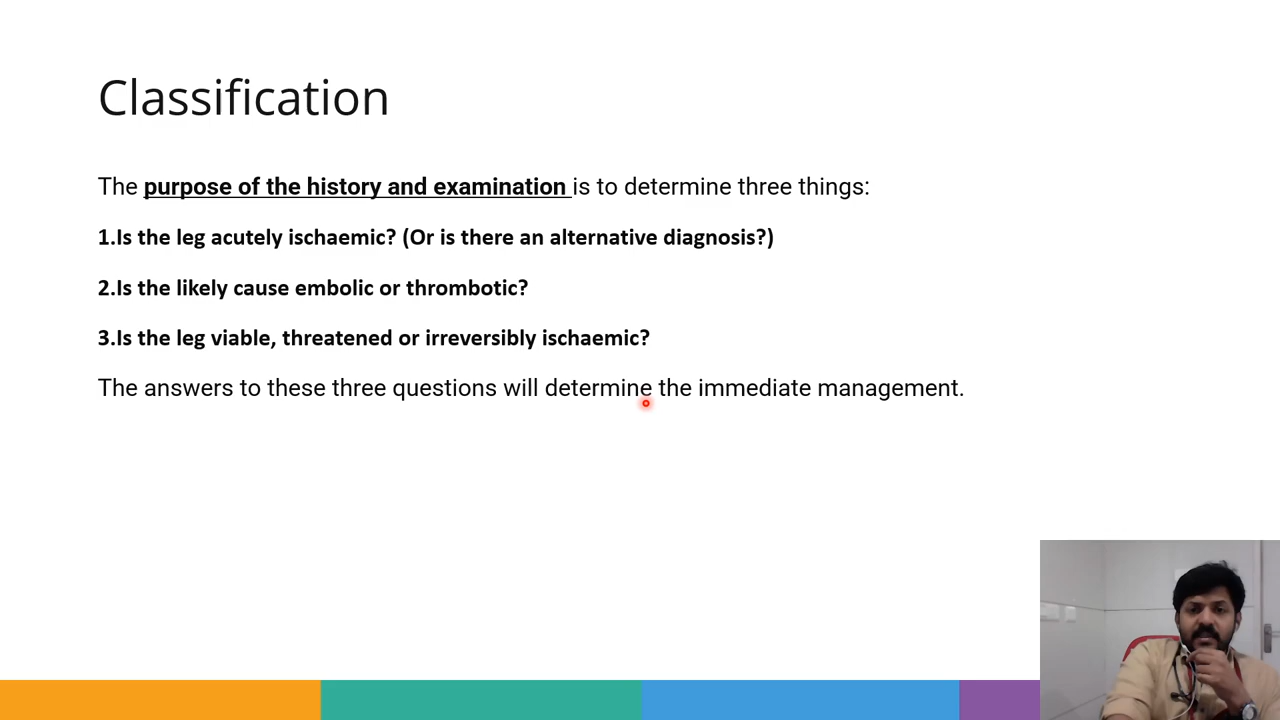 Classification
The purpose of the history and examination is to determine three things:
1.Is the leg acutely ischaemic? (Or is there an alternative diagnosis?)
2.Is the likely cause embolic or thrombotic?
3.Is the leg viable, threatened or irreversibly ischaemic?
The answers to these three questions will determine the immediate management.